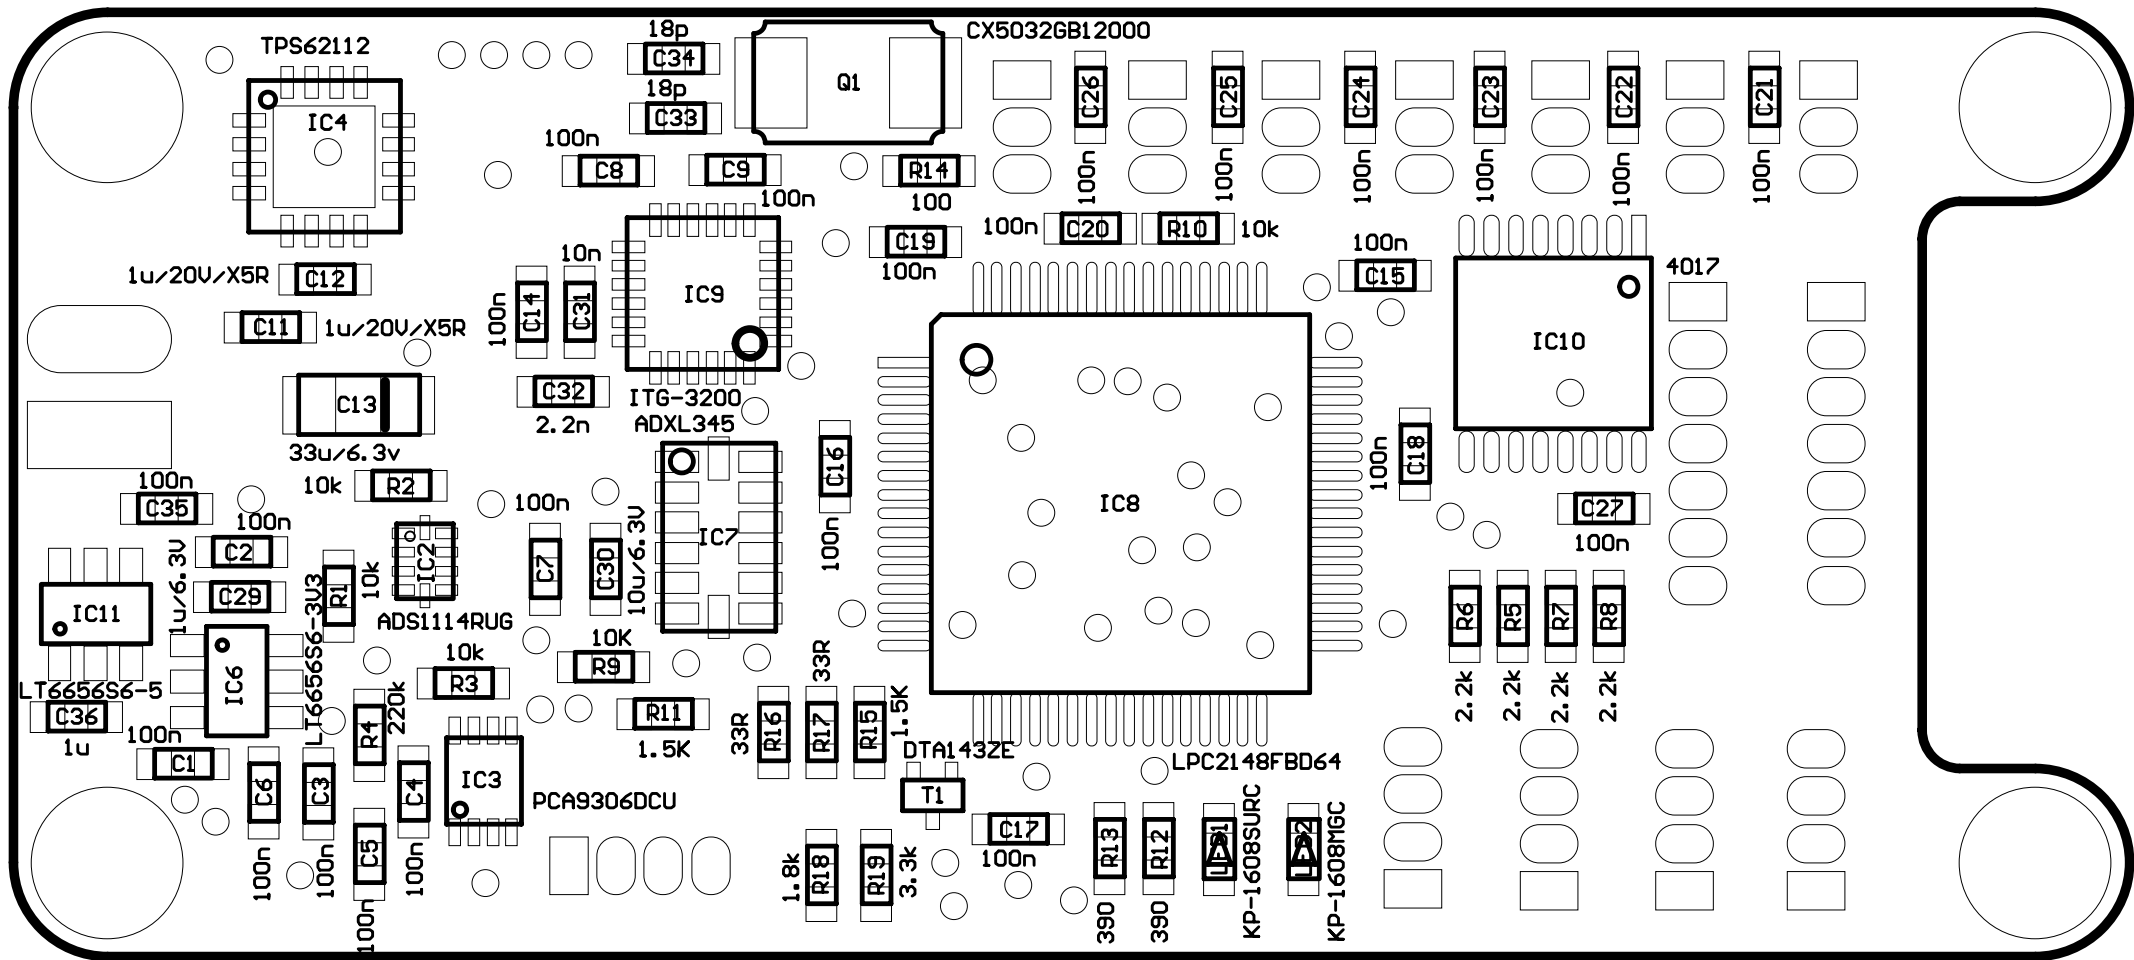 TPS62112
IC4
18p
C34
18p
C33
Q1
CX5032GB12000
C26
100n
C25
100n
C24
100n
C23
100n
C22
100n
C21
100n
100n
C8
C9
100n
R14
100
C19
100n
100n
C20
R10
10k
1u/20V/X5R
C12
C11
1u/20V/X5R
100n
C14
10n
C31
IC9
ITG-3200
C32
2.2n
100n
C15
4017
IC10
C13
33u/6.3v
10k
R2
ADXL345
IC7
C16
100n
IC8
LPC2148FBD64
100n
C18
C27
100n
100n
C35
100n
C2
1u/6.3V
C29
IC11
LT6656S6-5
C36
1u
IC6
LT6656S6-3V3
R1
10k
IC2
ADS1114RUG
100n
C7
C30
10u/6.3V
10K
R9
10k
R3
R11
1.5K
R4
220k
100n
C1
C6
100n
C3
100n
C5
100n
C4
100n
IC3
PCA9306DCU
33R
R16
33R
R17
R15
1.5K
DTA143ZE
T1
C17
100n
1.8k
R18
R19
3.3k
R13
390
R12
390
KP-1608SURC
KP-1608MGC
R6
2.2k
R5
2.2k
R7
2.2k
R8
2.2k